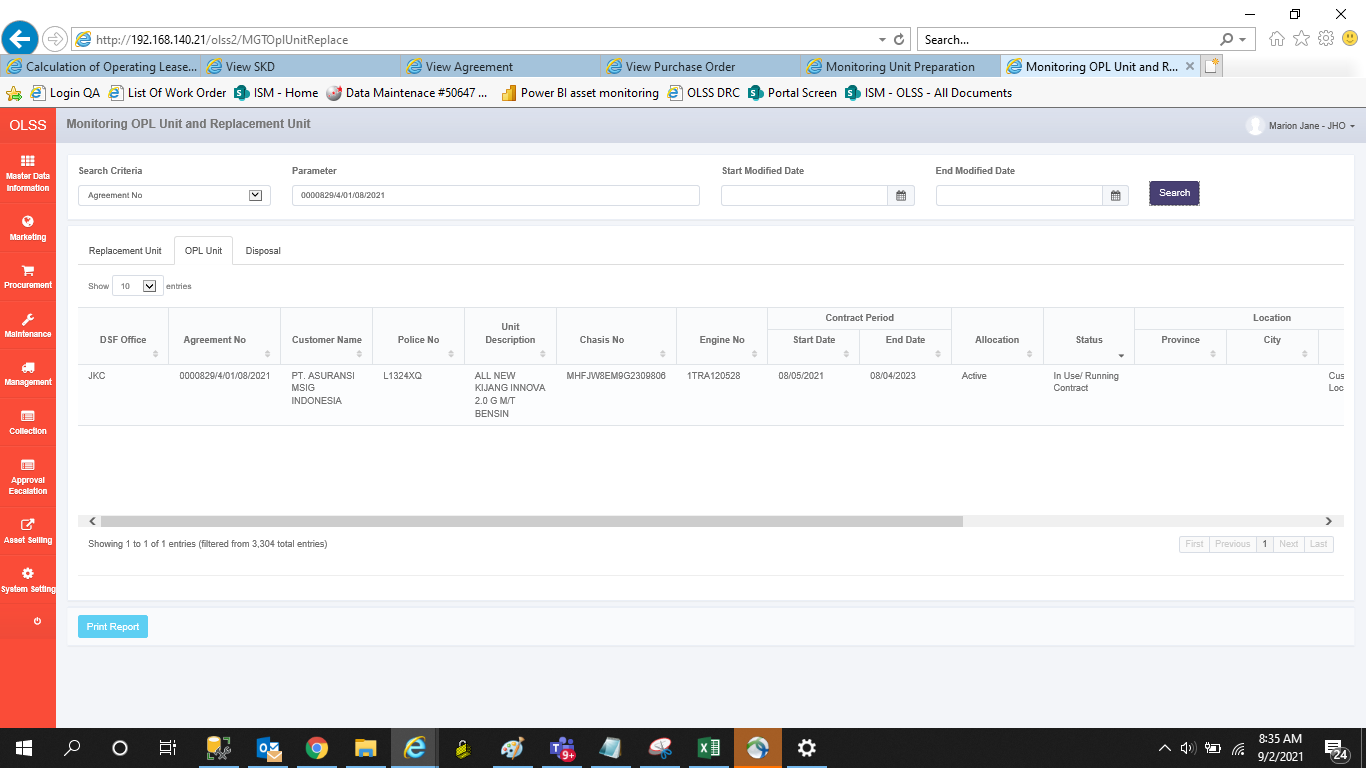 http://192.168.140.21/olss2/MGTOplUnitReplace
Search...
Calculation of Operating Lease...
View SKD
View Agreement
View Purchase Order
Monitoring Unit Preparation
Monitoring OPL Unit and R...
Login QA
List Of Work Order
ISM - Home
Data Maintenace #50647 ...
Power BI asset monitoring
OLSS DRC
Portal Screen
ISM - OLSS - All Documents
OLSS
Monitoring OPL Unit and Replacement Unit
Marion Jane - JHO
Master Data
Information
Marketing
Procurement
Maintenance
Management
Collection
Approval
Escalation
Asset Selling
System Setting
Search Criteria
Parameter
Start Modified Date
End Modified Date
Agreement No
0000829/4/01/08/2021
Search
Replacement Unit
OPL Unit
Disposal
Show 10 entries
Contract Period
Location
DSF Office
Agreement No
Customer Name
Police No
Unit
Description
Chasis No
Engine No
Start Date
End Date
Allocation
Status
Province
City
JKC
0000829/4/01/08/2021
PT. ASURANSI
MSIG
INDONESIA
L1324XQ
ALL NEW
KIJANG INNOVA
2.0 G M/T
BENSIN
MHFJW8EM9G2309806
1TRA120528
08/05/2021
08/04/2023
Active
In Use/ Running
Contract
Cus
Loc
Showing 1 to 1 of 1 entries (filtered from 3,304 total entries)
First
Previous
1
Next
Last
Print Report
9+
8:35 AM
9/2/2021
24